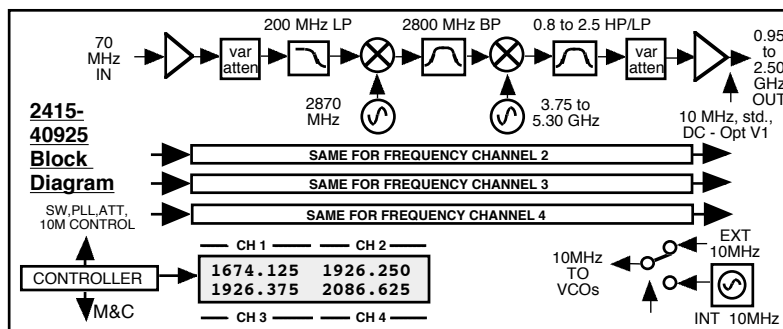 70
MHz
IN
var
atten
200 MHz LP
2870
MHz
2800 MHz BP
3.75 to
5.30 GHz
0.8 to 2.5 HP/LP
var
atten
0.95
to
2.50
GHz
OUT
10 MHz, std.,
DC - Opt V1
2415-
40925
Block
Diagram
SAME FOR FREQUENCY CHANNEL 2
SAME FOR FREQUENCY CHANNEL 3
SAME FOR FREQUENCY CHANNEL 4
SW,PLL,ATT,
10M CONTROL
CONTROLLER
M&C
CH 1 CH 2
1674.125 1926.250
1926.375 2086.625
CH 3 CH 4
10MHz
TO
VCOs
EXT
10MHz
INT 10MHz